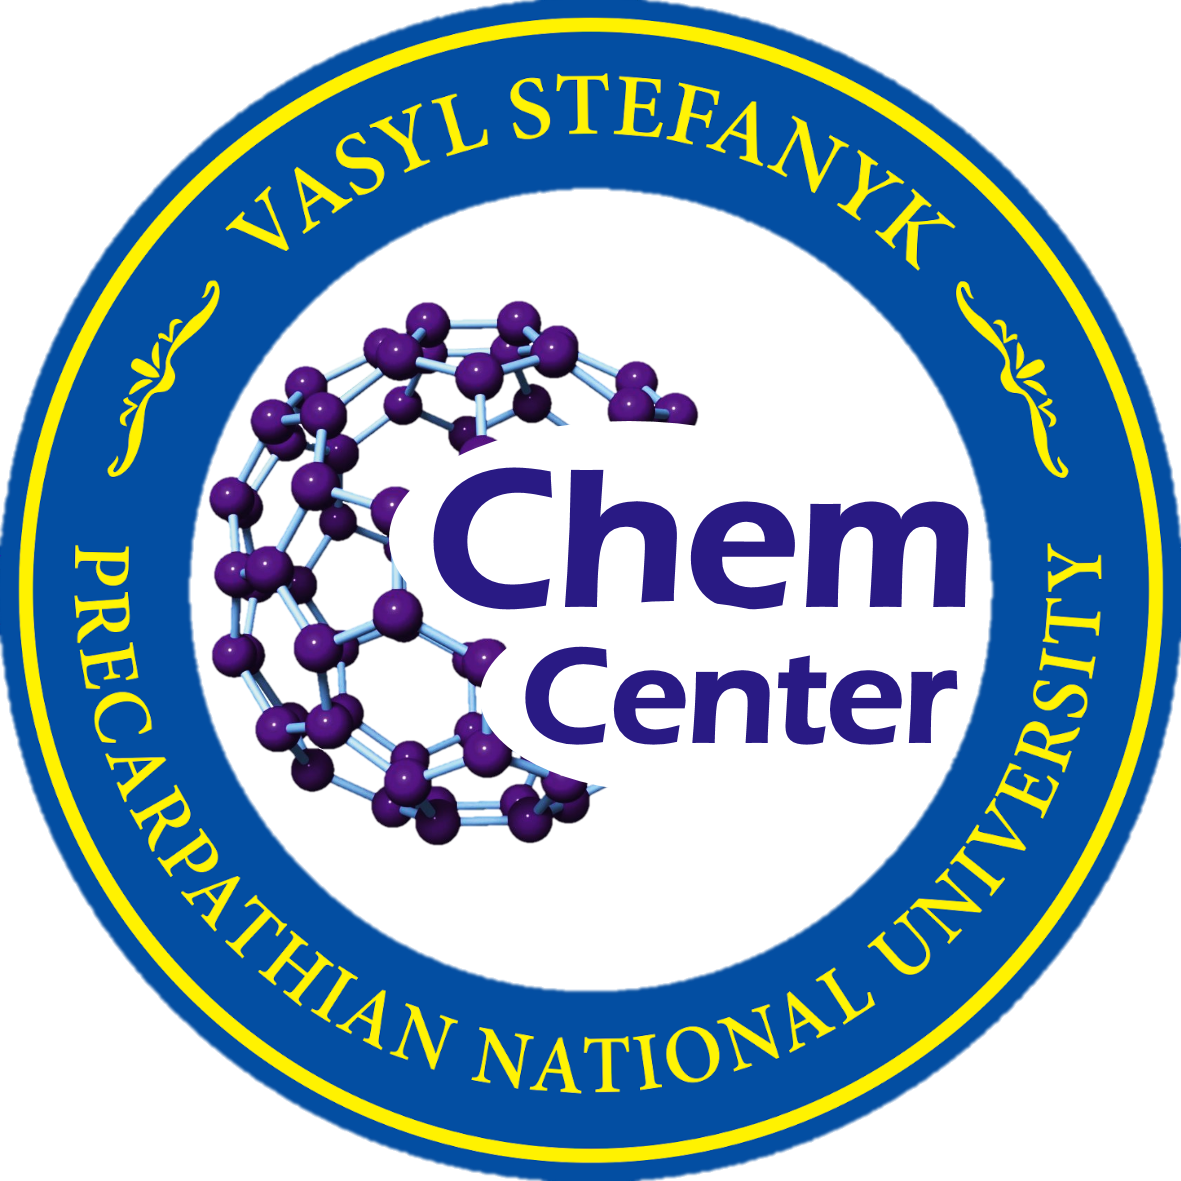 VASYL STEFANYK
Chem
Center
PRECARPATHIAN NATIONAL UNIVERSITY